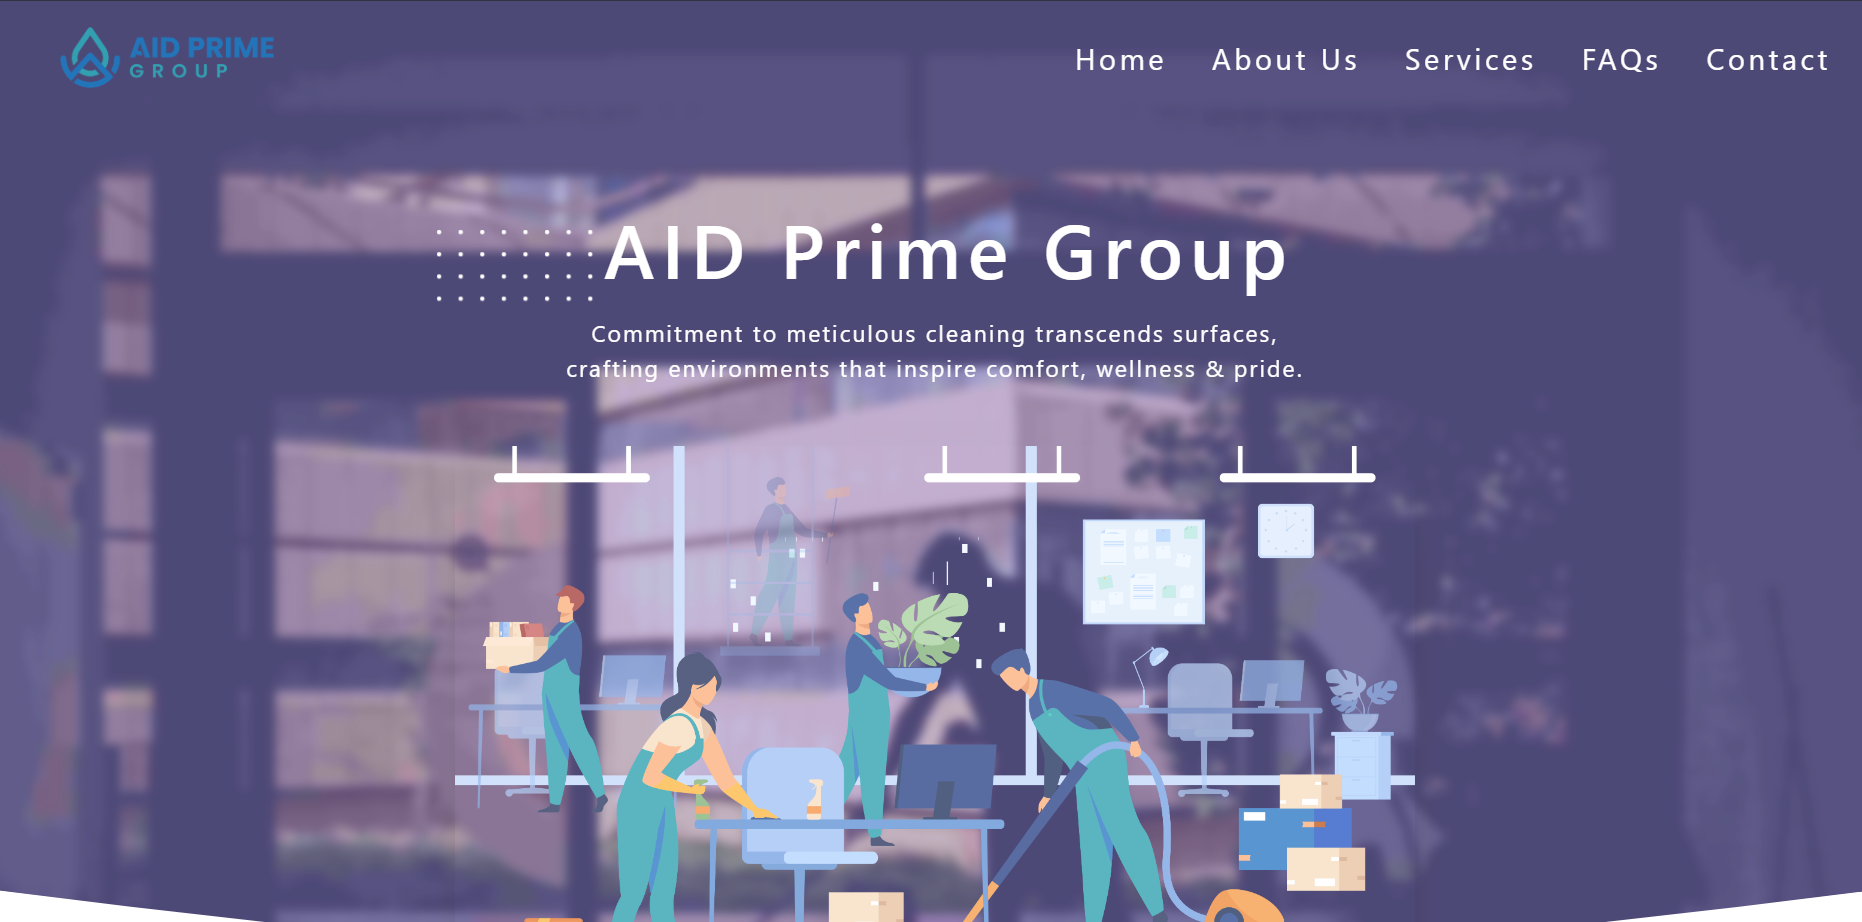 AID PRIME
GROUP
Home About Us Services FAQs Contact
AID Prime Group
Commitment to meticulous cleaning transcends surfaces,
crafting environments that inspire comfort, wellness & pride.